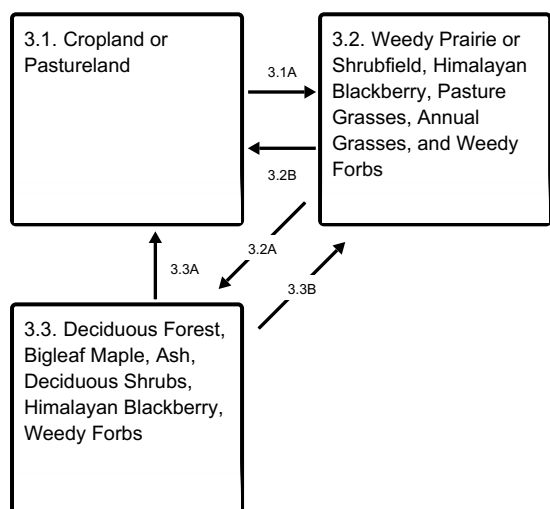 3.1. Cropland or
Pastureland
3.1A
3.2. Weedy Prairie or
Shrubfield, Himalayan
Blackberry, Pasture
Grasses, Annual
Grasses, and Weedy
Forbs
3.2B
3.2A
3.3A
3.3B
3.3. Deciduous Forest,
Bigleaf Maple, Ash,
Deciduous Shrubs,
Himalayan Blackberry,
Weedy Forbs